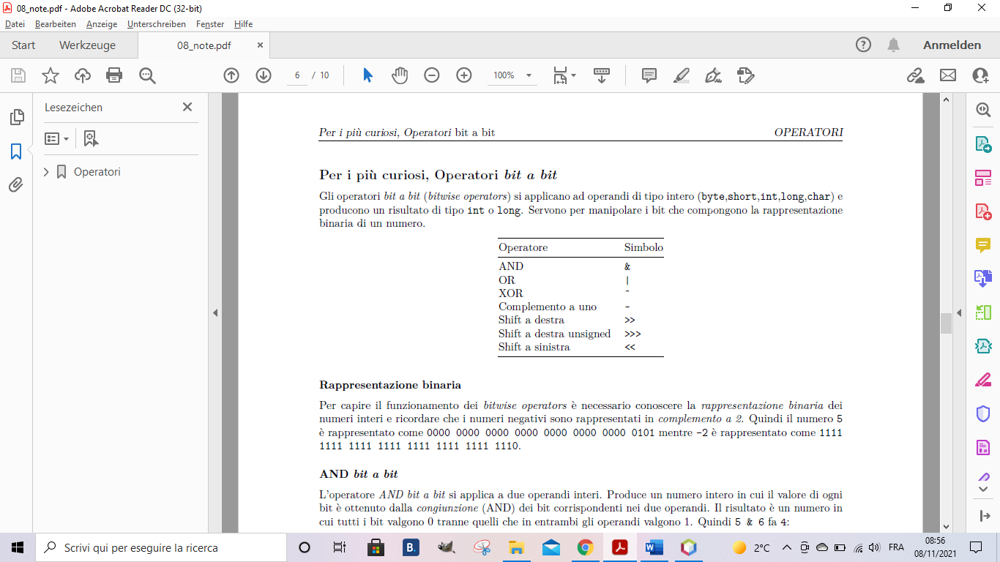 08_note.pdf - Adobe Acrobat Reader DC (32-bit)
Datei Bearbeiten Anzeige Unterschreiben Fenster Hilfe
Start Werkzeuge 08_note.pdf × Anmelden
6 / 10 100%
Lesezeichen
Operatori
Per i più curiosi, Operatori bit a bit OPERATORI
Per i più curiosi, Operatori bit a bit
Gli operatori bit a bit (bitwise operators) si applicano ad operandi di tipo intero (byte,short,int,long,char) e
producono un risultato di tipo int o long. Servono per manipolare i bit che compongono la rappresentazione
binaria di un numero.
Operatore Simbolo
AND &
OR |
XOR ^
Complemento a uno ~
Shift a destra >>
Shift a destra unsigned >>>
Shift a sinistra <<
Rappresentazione binaria
Per capire il funzionamento dei bitwise operators è necessario conoscere la rappresentazione binaria dei
numeri interi e ricordare che i numeri negativi sono rappresentati in complemento a 2. Quindi il numero 5
è rappresentato come 0000 0000 0000 0000 0000 0000 0000 0101 mentre -2 è rappresentato come 1111
1111 1111 1111 1111 1111 1111 1110.
AND bit a bit
L'operatore AND bit a bit si applica a due operandi interi. Produce un numero intero in cui il valore di ogni
bit è ottenuto dalla congiunzione (AND) dei bit corrispondenti nei due operandi. Il risultato è un numero in
cui tutti i bit valgono 0 tranne quelli che in entrambi gli operandi valgono 1. Quindi 5 & 6 fa 4:
Scrivi qui per eseguire la ricerca B. 2°C FRA 08:56
08/11/2021